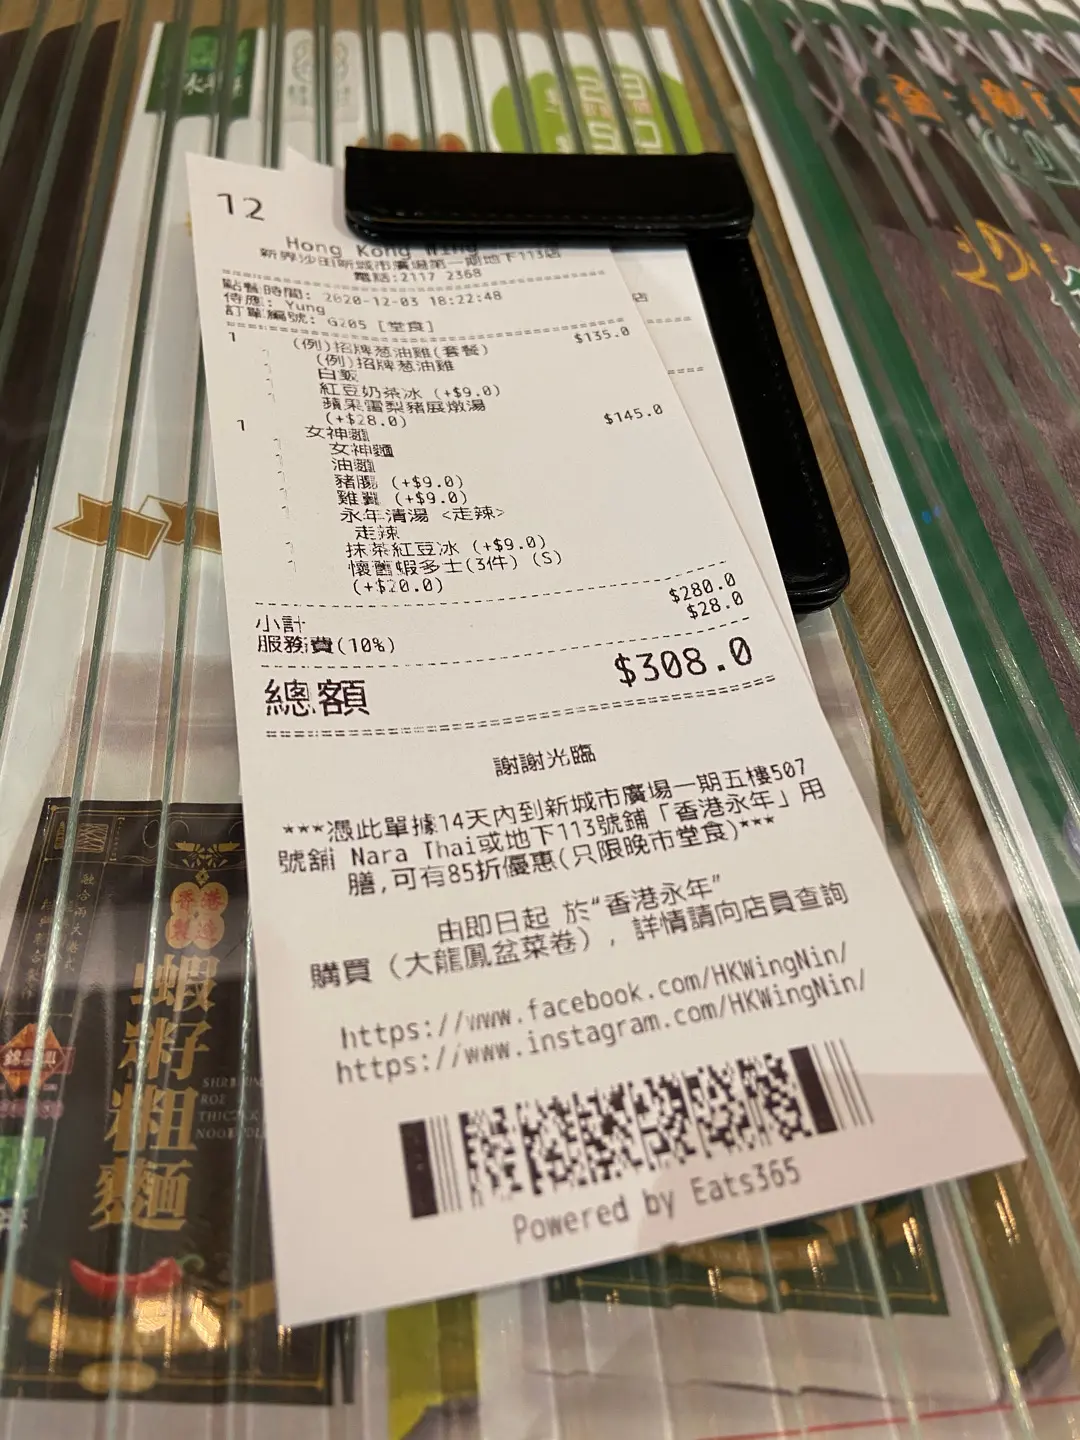 12
Hong Kong Wing
新界沙田新城市廣場第一期地下113店
電話:2117 2368
點餐時間: 2020-12-03 18:22:48
侍應: Yung
訂單編號: G205 [堂食]
1 (例)招牌葱油雞(套餐) $135.0
(例)招牌葱油雞
白飯
紅豆奶茶冰 (+$9.0)
蘋果雪梨豬展燉湯
(+$28.0)
1 女神麵 $145.0
女神麵
油麵
豬膶 (+$9.0)
雞翼 (+$9.0)
永年清湯 <走辣>
走辣
抹茶紅豆冰 (+$9.0)
懷舊蝦多士(3件) (S)
(+$20.0)
小計 $280.0
服務費(10%) $28.0
總額 $308.0
謝謝光臨
***憑此單據14天內到新城市廣場一期五樓507
號舖 Nara Thai或地下113號鋪「香港永年」用
膳,可有85折優惠(只限晚市堂食)***
由即日起 於“香港永年”
購買（大龍鳳盆菜卷）, 詳情請向店員查詢
https://www.facebook.com/HKWingNin/
https://www.instagram.com/HKWingNin/
Powered by Eats365
店
香港
製造
蝦籽粗麵
ROE